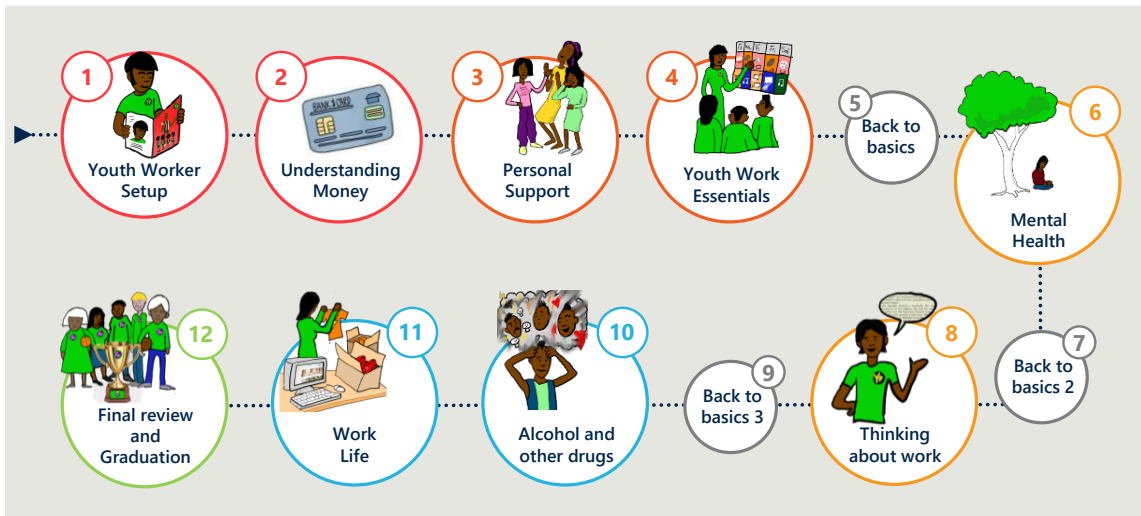 1
Youth Worker
Setup
2
BANK CARD
Understanding
Money
3
Personal
Support
4
Youth Work
Essentials
5
Back to
basics
6
Mental
Health
7
Back to
basics 2
8
Thinking
about work
9
Back to
basics 3
10
Alcohol and
other drugs
11
Work
Life
12
Final review
and
Graduation